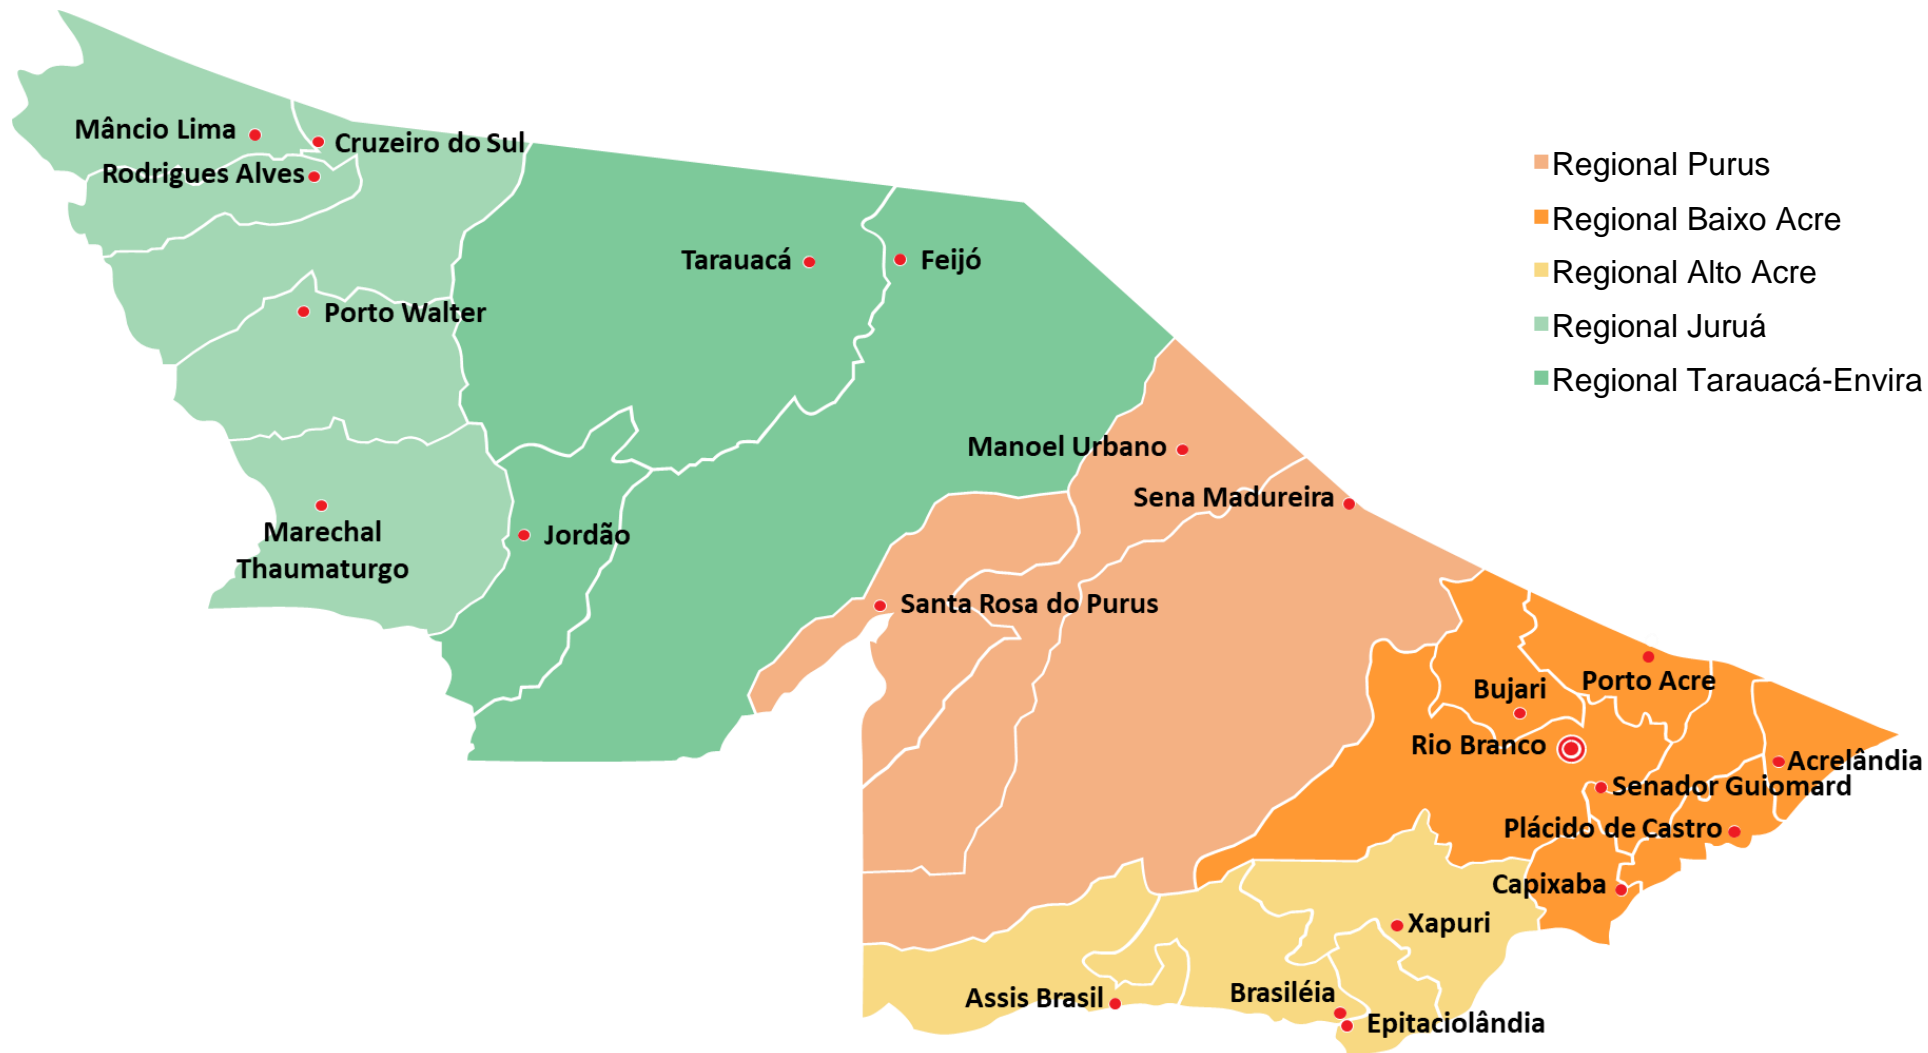 Mâncio Lima
Cruzeiro do Sul
Rodrigues Alves
Regional Purus
Regional Baixo Acre
Regional Alto Acre
Regional Juruá
Regional Tarauacá-Envira
Tarauacá
Feijó
Porto Walter
Manoel Urbano
Sena Madureira
Marechal
Thaumaturgo
Jordão
Santa Rosa do Purus
Bujari
Porto Acre
Rio Branco
Acrelândia
Senador Guiomard
Plácido de Castro
Capixaba
Xapuri
Assis Brasil
Brasiléia
Epitaciolândia